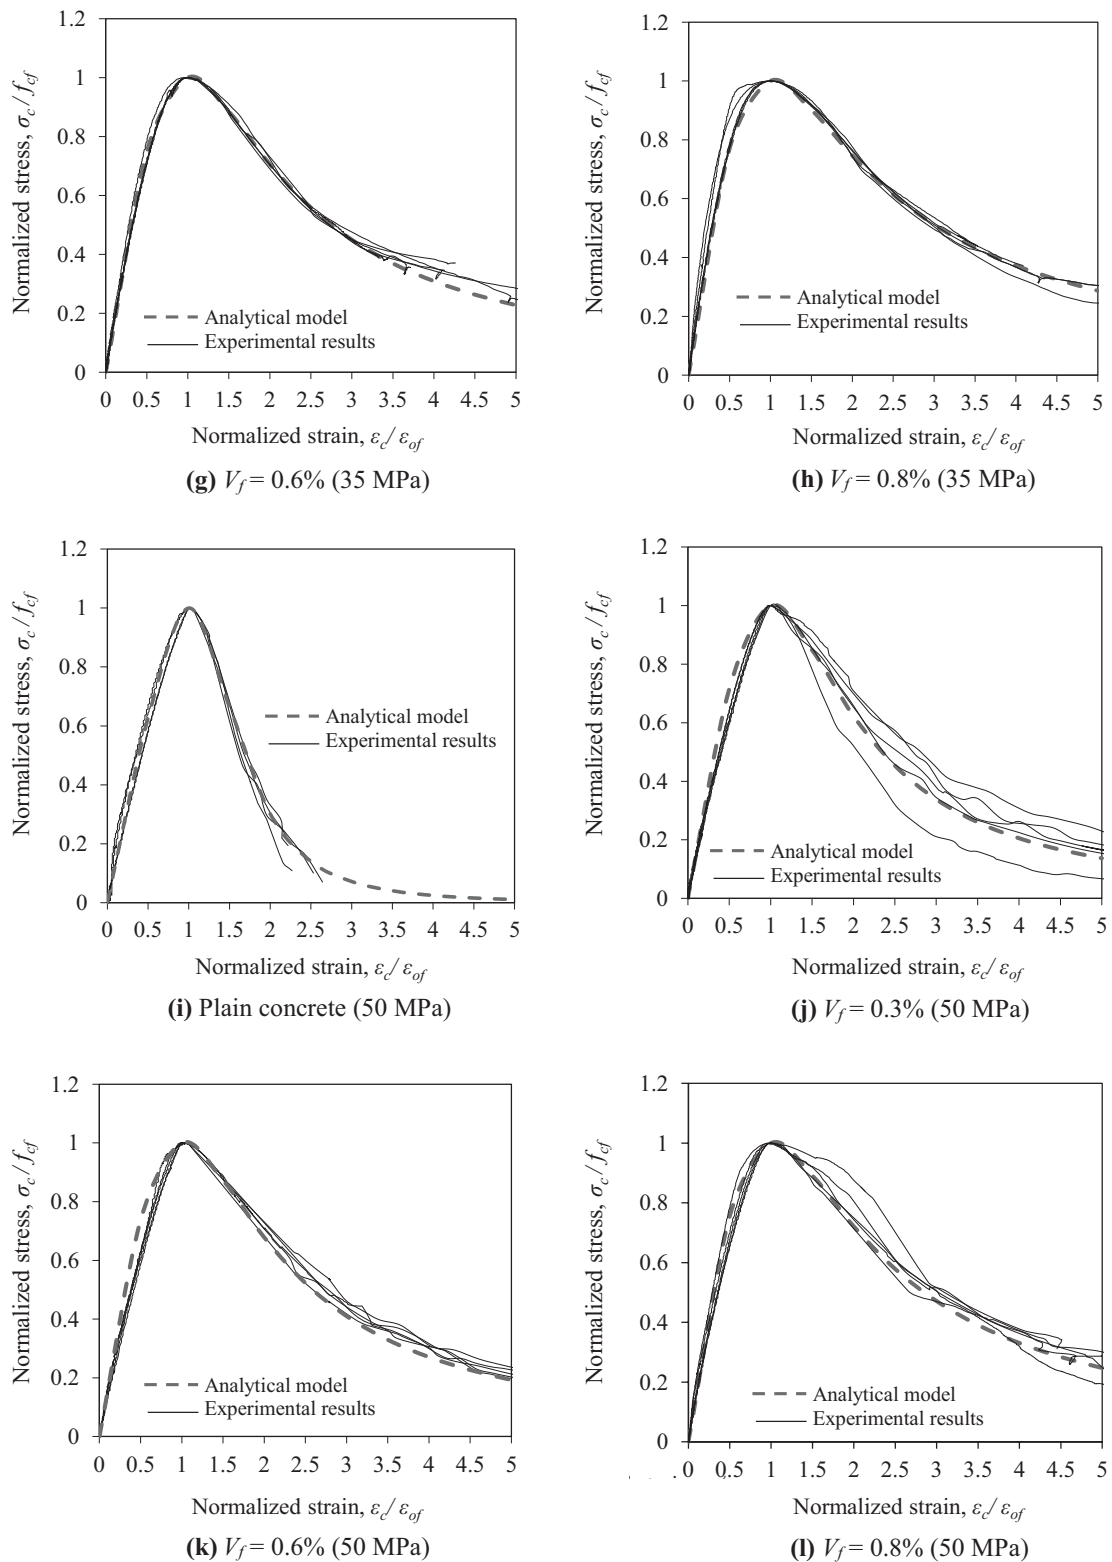 1.2
1
0.8
0.6
0.4
0.2
0
Normalized stress, σc / fcf
Analytical model
Experimental results
0 0.5 1 1.5 2 2.5 3 3.5 4 4.5 5
Normalized strain, εc / εof
(g) Vf = 0.6% (35 MPa)
1.2
1
0.8
0.6
0.4
0.2
0
Normalized stress, σc / fcf
Analytical model
Experimental results
0 0.5 1 1.5 2 2.5 3 3.5 4 4.5 5
Normalized strain, εc / εof
(h) Vf = 0.8% (35 MPa)
1.2
1
0.8
0.6
0.4
0.2
0
Normalized stress, σc / fcf
Analytical model
Experimental results
0 0.5 1 1.5 2 2.5 3 3.5 4 4.5 5
Normalized strain, εc / εof
(i) Plain concrete (50 MPa)
1.2
1
0.8
0.6
0.4
0.2
0
Normalized stress, σc / fcf
Analytical model
Experimental results
0 0.5 1 1.5 2 2.5 3 3.5 4 4.5 5
Normalized strain, εc / εof
(j) Vf = 0.3% (50 MPa)
1.2
1
0.8
0.6
0.4
0.2
0
Normalized stress, σc / fcf
Analytical model
Experimental results
0 0.5 1 1.5 2 2.5 3 3.5 4 4.5 5
Normalized strain, εc / εof
(k) Vf = 0.6% (50 MPa)
1.2
1
0.8
0.6
0.4
0.2
0
Normalized stress, σc / fcf
Analytical model
Experimental results
0 0.5 1 1.5 2 2.5 3 3.5 4 4.5 5
Normalized strain, εc / εof
(l) Vf = 0.8% (50 MPa)